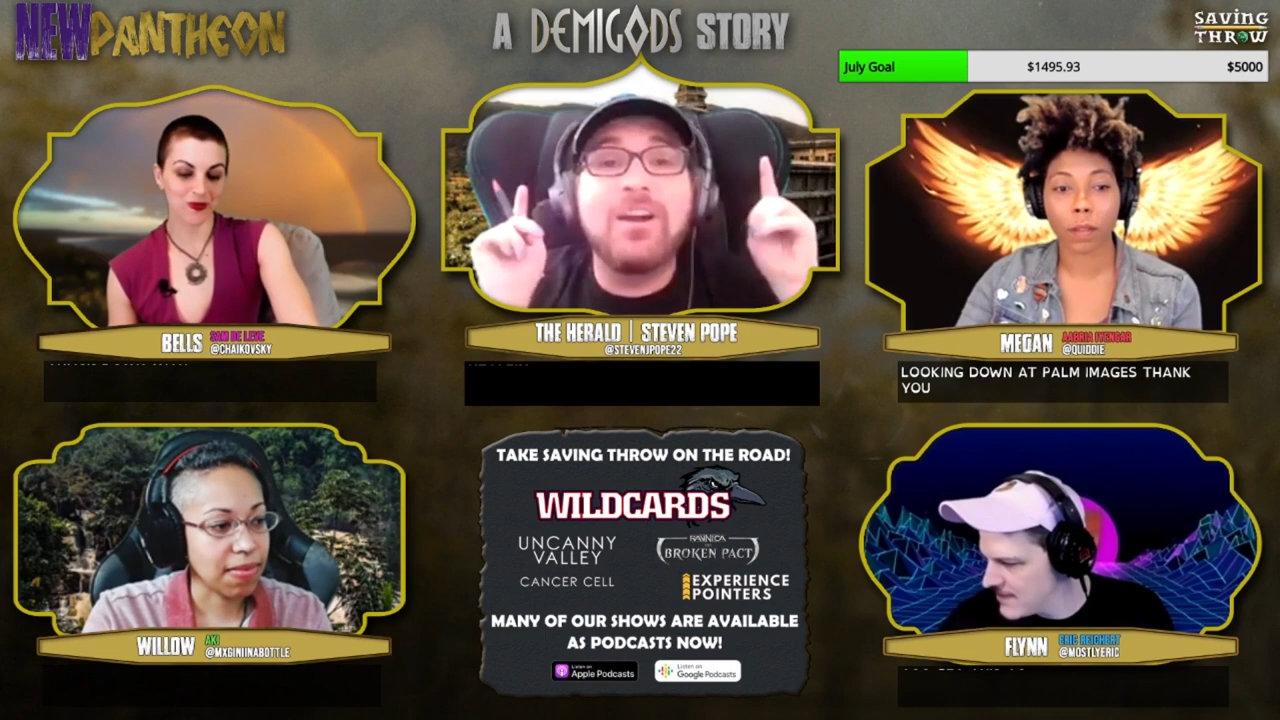 NEW PANTHEON
A DEMIGODS STORY
SAVING THROW
July Goal $1495.93 $5000
BELLS SAM DE LEVE
@CHAIKOVSKY
THE HERALD | STEVEN POPE
@STEVENJPOPE22
MEGAN AABRIA IYENGAR
@QUIDDIE
LOOKING DOWN AT PALM IMAGES THANK
YOU
TAKE SAVING THROW ON THE ROAD!
WILDCARDS
UNCANNY
VALLEY
RAVNICA
BROKEN PACT
CANCER CELL
EXPERIENCE
POINTERS
MANY OF OUR SHOWS ARE AVAILABLE
AS PODCASTS NOW!
Listen on
Apple Podcasts
Listen on
Google Podcasts
WILLOW AKI
@MXGINIINABOTTLE
FLYNN ERIC REICHERT
@MOSTLYERIC